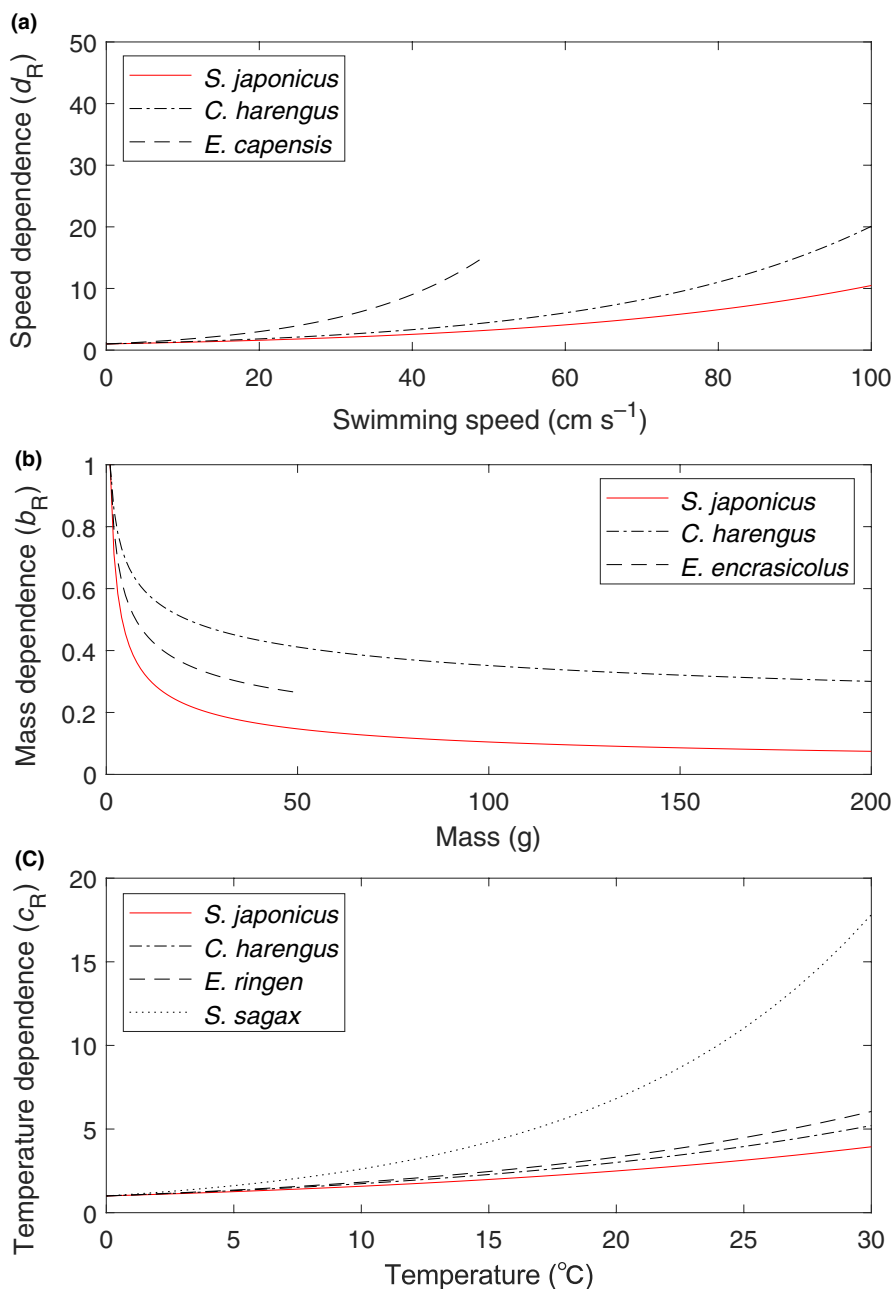 (a)
50
40
30
20
10
0
Speed dependence (d_R)
S. japonicus
C. harengus
E. capensis
0 20 40 60 80 100
Swimming speed (cm s⁻¹)
(b)
1
0.8
0.6
0.4
0.2
0
Mass dependence (b_R)
S. japonicus
C. harengus
E. encrasicolus
0 50 100 150 200
Mass (g)
(C)
20
15
10
5
0
Temperature dependence (c_R)
S. japonicus
C. harengus
E. ringen
S. sagax
0 5 10 15 20 25 30
Temperature (°C)